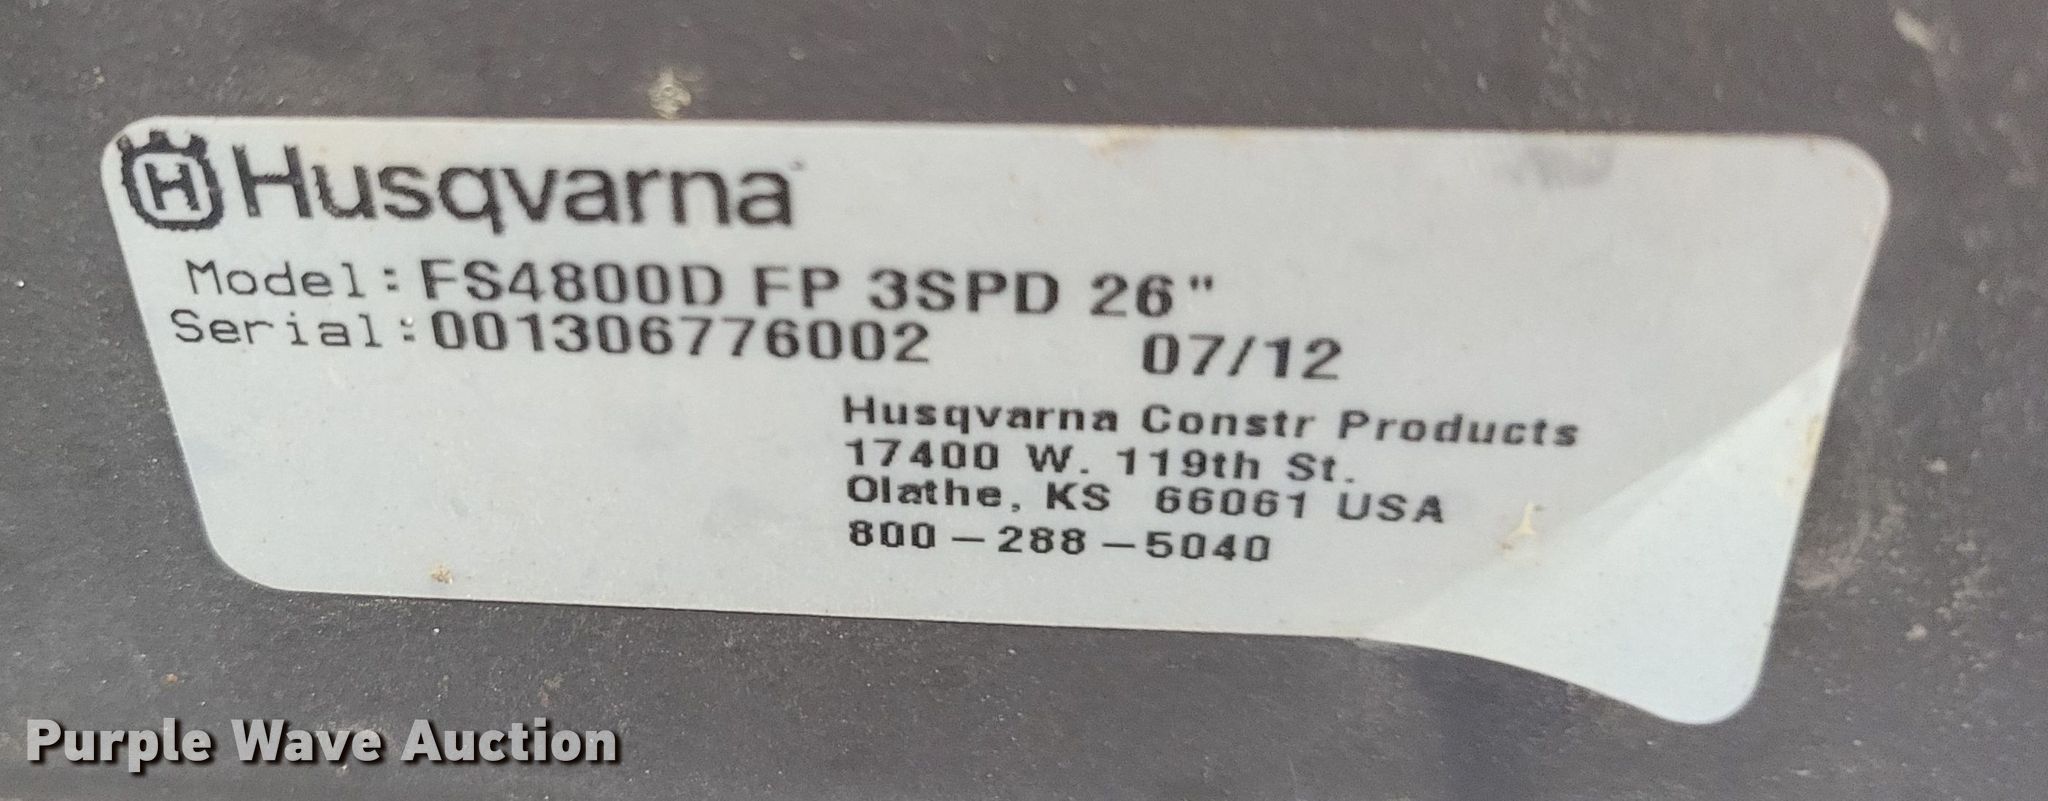 H Husqvarna
Model: FS4800D FP 3SPD 26"
Serial: 001306776002 07/12
Husqvarna Constr Products
17400 W. 119th St.
Olathe, KS 66061 USA
800-288-5040
Purple Wave Auction